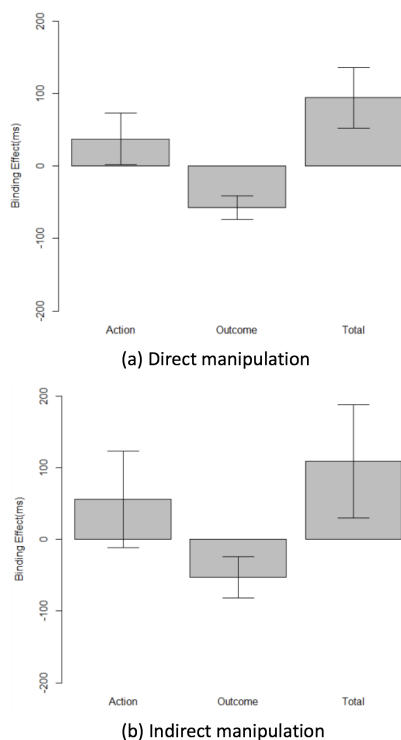 200
100
0
-100
-200
Binding Effect(ms)
Action Outcome Total
(a) Direct manipulation
200
100
0
-100
-200
Binding Effect(ms)
Action Outcome Total
(b) Indirect manipulation